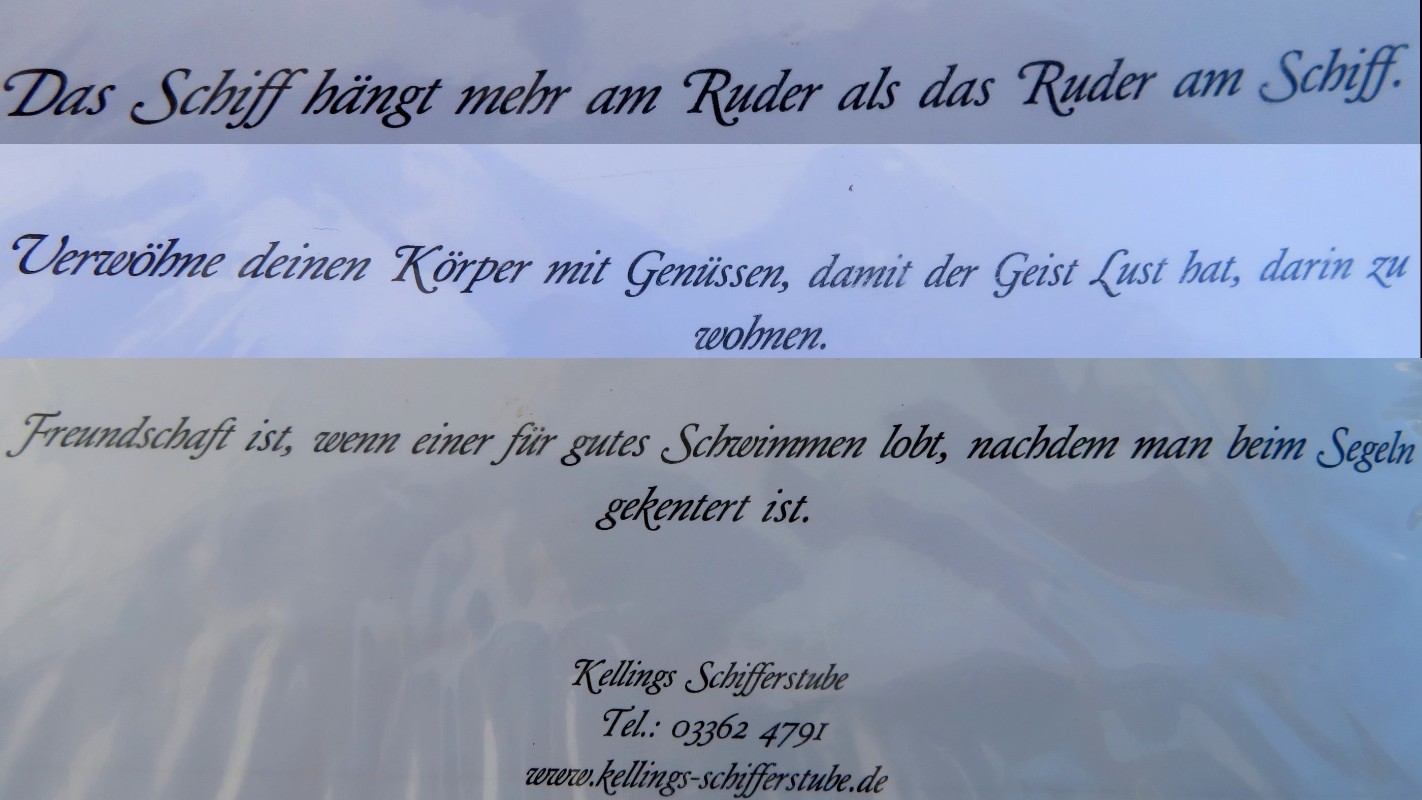 Das Schiff hängt mehr am Ruder als das Ruder am Schiff.
Verwöhne deinen Körper mit Genüssen, damit der Geist Lust hat, darin zu
wohnen.
Freundschaft ist, wenn einer für gutes Schwimmen lobt, nachdem man beim Segeln
gekentert ist.
Kellings Schifferstube
Tel.: 03362 4791
www.kellings-schifferstube.de